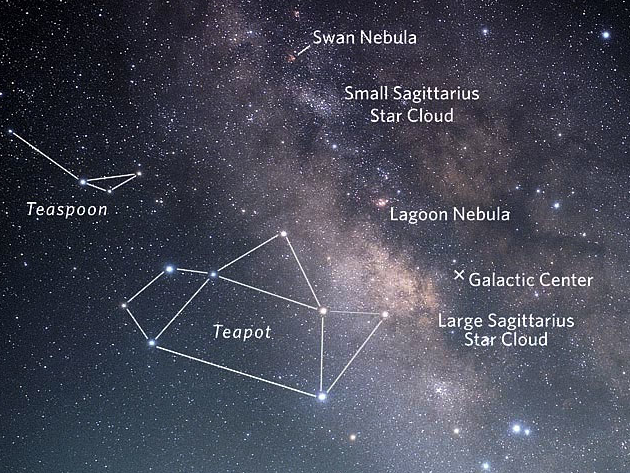 Swan Nebula
Small Sagittarius
Star Cloud
Teaspoon
Lagoon Nebula
Galactic Center
Teapot
Large Sagittarius
Star Cloud